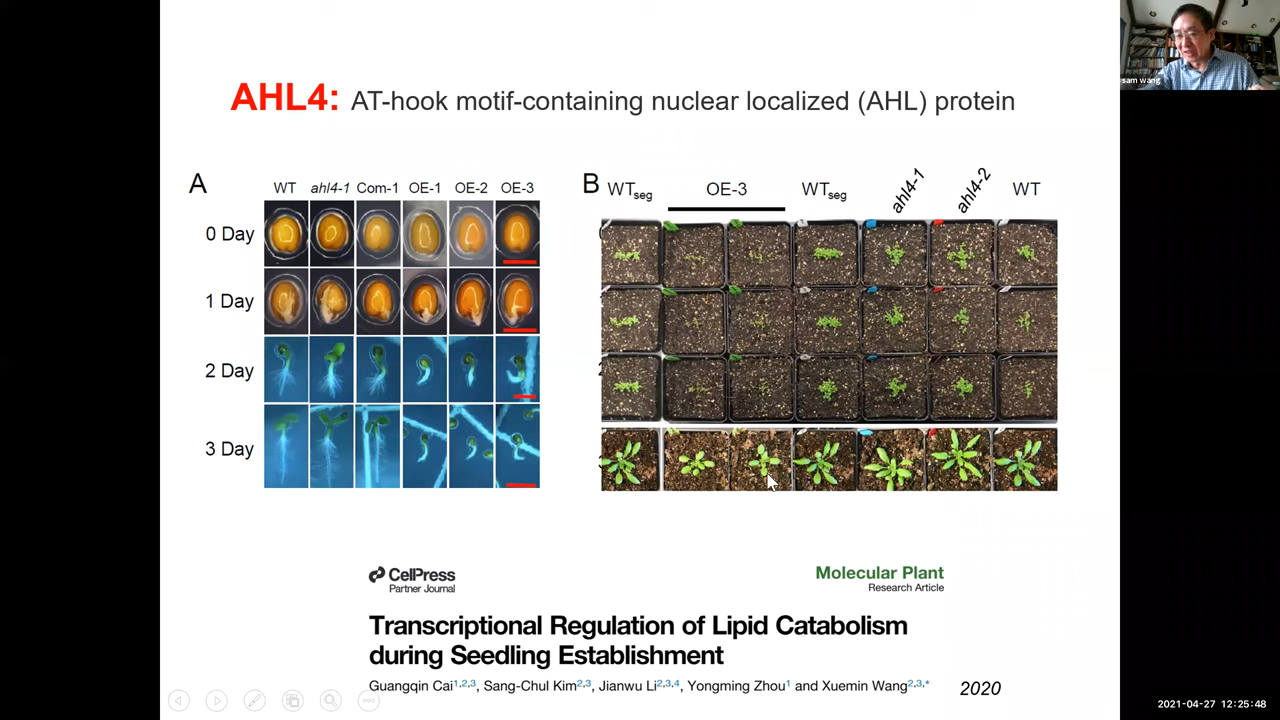 sam wang
AHL4: AT-hook motif-containing nuclear localized (AHL) protein
A
WT ahl4-1 Com-1 OE-1 OE-2 OE-3
0 Day
1 Day
2 Day
3 Day
B
WTseg OE-3 WTseg ahl4-1 ahl4-2 WT
CellPress
Partner Journal
Molecular Plant
Research Article
Transcriptional Regulation of Lipid Catabolism
during Seedling Establishment
Guangqin Cai1,2,3, Sang-Chul Kim2,3, Jianwu Li2,3,4, Yongming Zhou1 and Xuemin Wang2,3,*
2020
2021-04-27 12:25:48